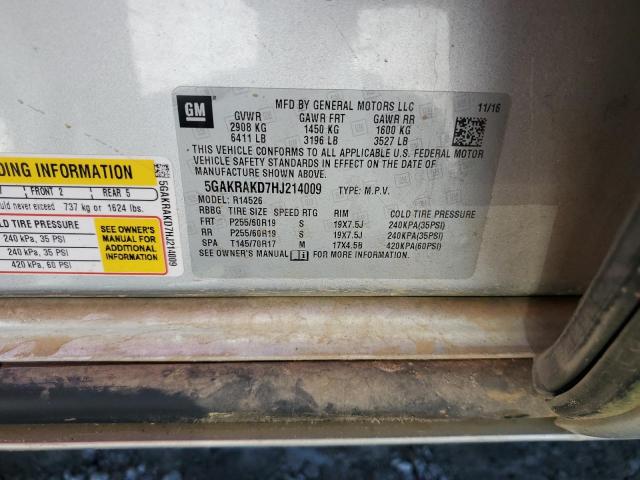 GM
MFD BY GENERAL MOTORS LLC 11/16
GVWR GAWR FRT GAWR RR
2908 KG 1450 KG 1600 KG
6411 LB 3196 LB 3527 LB
THIS VEHICLE CONFORMS TO ALL APPLICABLE U.S. FEDERAL MOTOR
VEHICLE SAFETY STANDARDS IN EFFECT ON THE DATE OF
MANUFACTURE SHOWN ABOVE.
5GAKRAKD7HJ214009 TYPE: M.P.V.
MODEL: R14526
RBBG TIRE SIZE SPEED RTG RIM COLD TIRE PRESSURE
FRT P255/60R19 S 19X7.5J 240KPA(35PSI)
RR P255/60R19 S 19X7.5J 240KPA(35PSI)
SPA T145/70R17 M 17X4.5B 420KPA(60PSI)
SEE OWNER'S MANUAL FOR MORE INFORMATION.
DING INFORMATION
FRONT 2 REAR 5
ould never exceed 737 kg or 1624 lbs.
COLD TIRE PRESSURE
240 kPa, 35 PSI
240 kPa, 35 PSI
420 kPa, 60 PSI
SEE OWNER'S
MANUAL FOR
ADDITIONAL
INFORMATION
5GAKRAKD7HJ214009